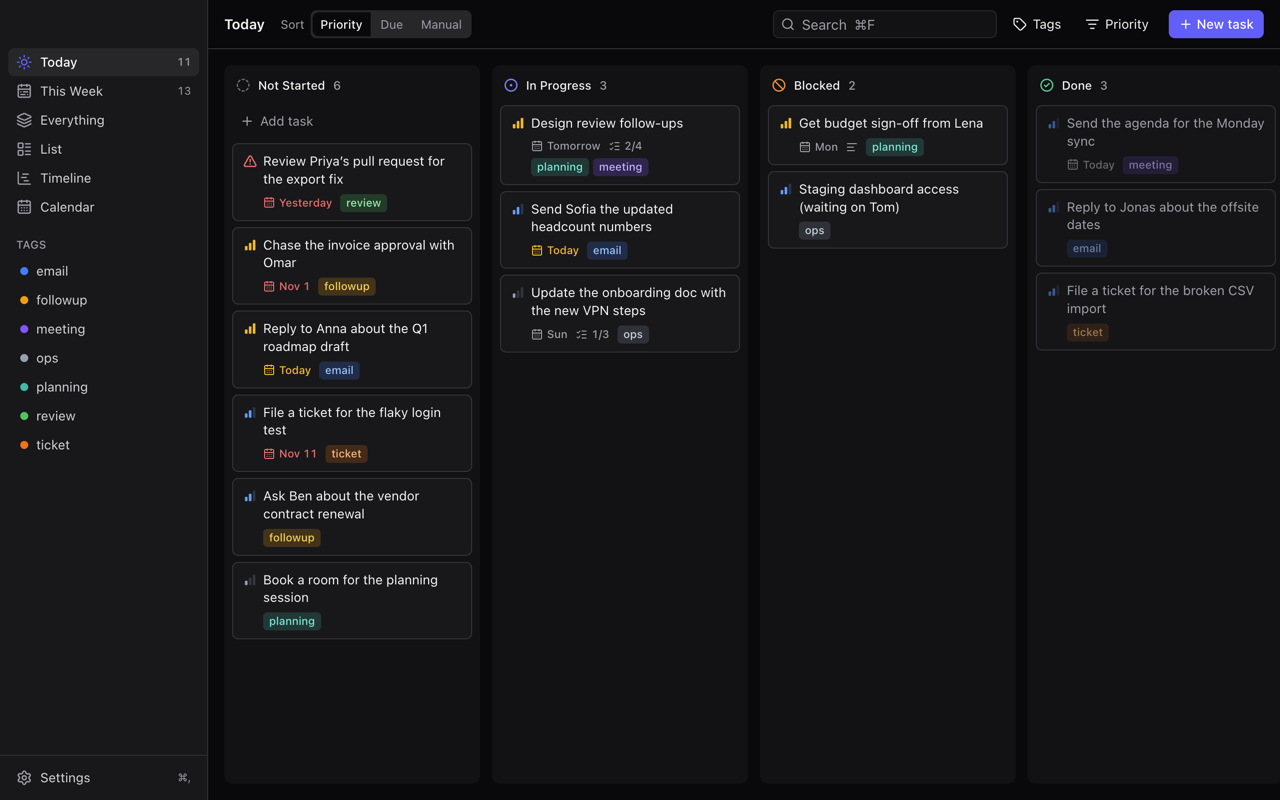 Today 11
This Week 13
Everything
List
Timeline
Calendar
TAGS
email
followup
meeting
ops
planning
review
ticket
Settings ⌘,
Today Sort Priority Due Manual
Search ⌘F
Tags
Priority
+ New task
Not Started 6
+ Add task
Review Priya's pull request for
the export fix
Yesterday review
Chase the invoice approval with
Omar
Nov 1 followup
Reply to Anna about the Q1
roadmap draft
Today email
File a ticket for the flaky login
test
Nov 11 ticket
Ask Ben about the vendor
contract renewal
followup
Book a room for the planning
session
planning
In Progress 3
Design review follow-ups
Tomorrow 2/4
planning meeting
Send Sofia the updated
headcount numbers
Today email
Update the onboarding doc with
the new VPN steps
Sun 1/3 ops
Blocked 2
Get budget sign-off from Lena
Mon planning
Staging dashboard access
(waiting on Tom)
ops
Done 3
Send the agenda for the Monday
sync
Today meeting
Reply to Jonas about the offsite
dates
email
File a ticket for the broken CSV
import
ticket